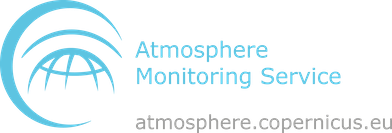 Atmosphere
Monitoring Service
atmosphere.copernicus.eu